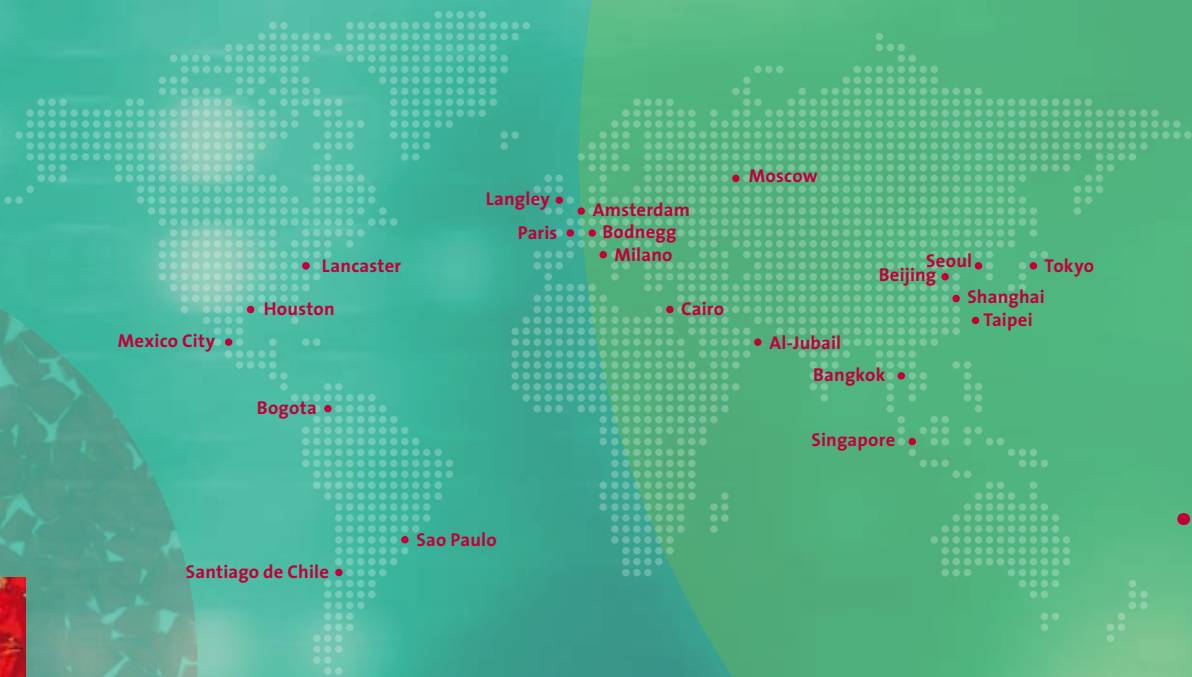 Moscow
Langley
Amsterdam
Paris
Bodnegg
Milano
Seoul
Lancaster
Tokyo
Beijing
Shanghai
Houston
Cairo
Taipei
Mexico City
Al-Jubail
Bangkok
Bogota
Singapore
Sao Paulo
Santiago de Chile